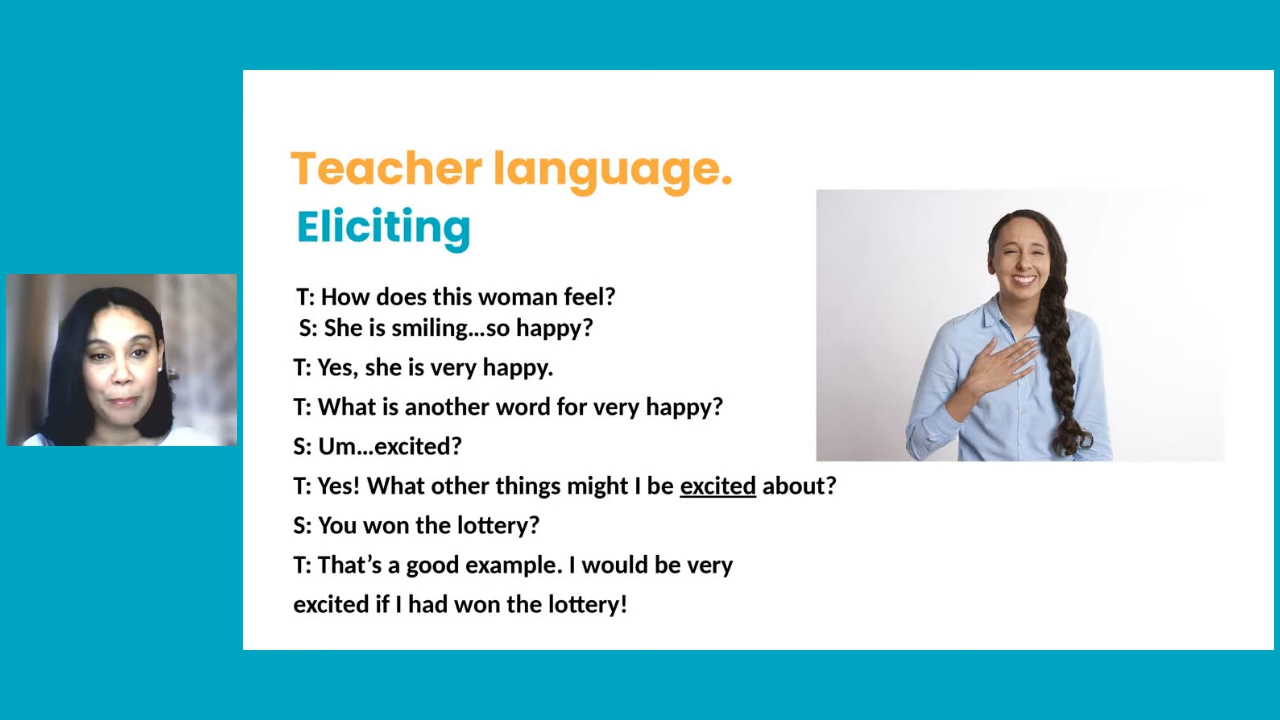 Teacher language.
Eliciting
T: How does this woman feel?
S: She is smiling...so happy?
T: Yes, she is very happy.
T: What is another word for very happy?
S: Um...excited?
T: Yes! What other things might I be excited about?
S: You won the lottery?
T: That’s a good example. I would be very
excited if I had won the lottery!